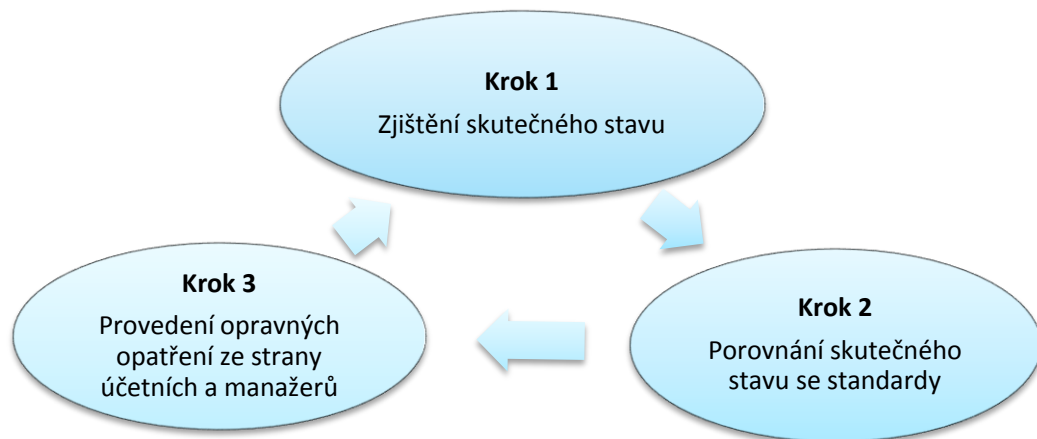 Krok 1
Zjištění skutečného stavu
Krok 2
Porovnání skutečného
stavu se standardy
Krok 3
Provedení opravných
opatření ze strany
účetních a manažerů